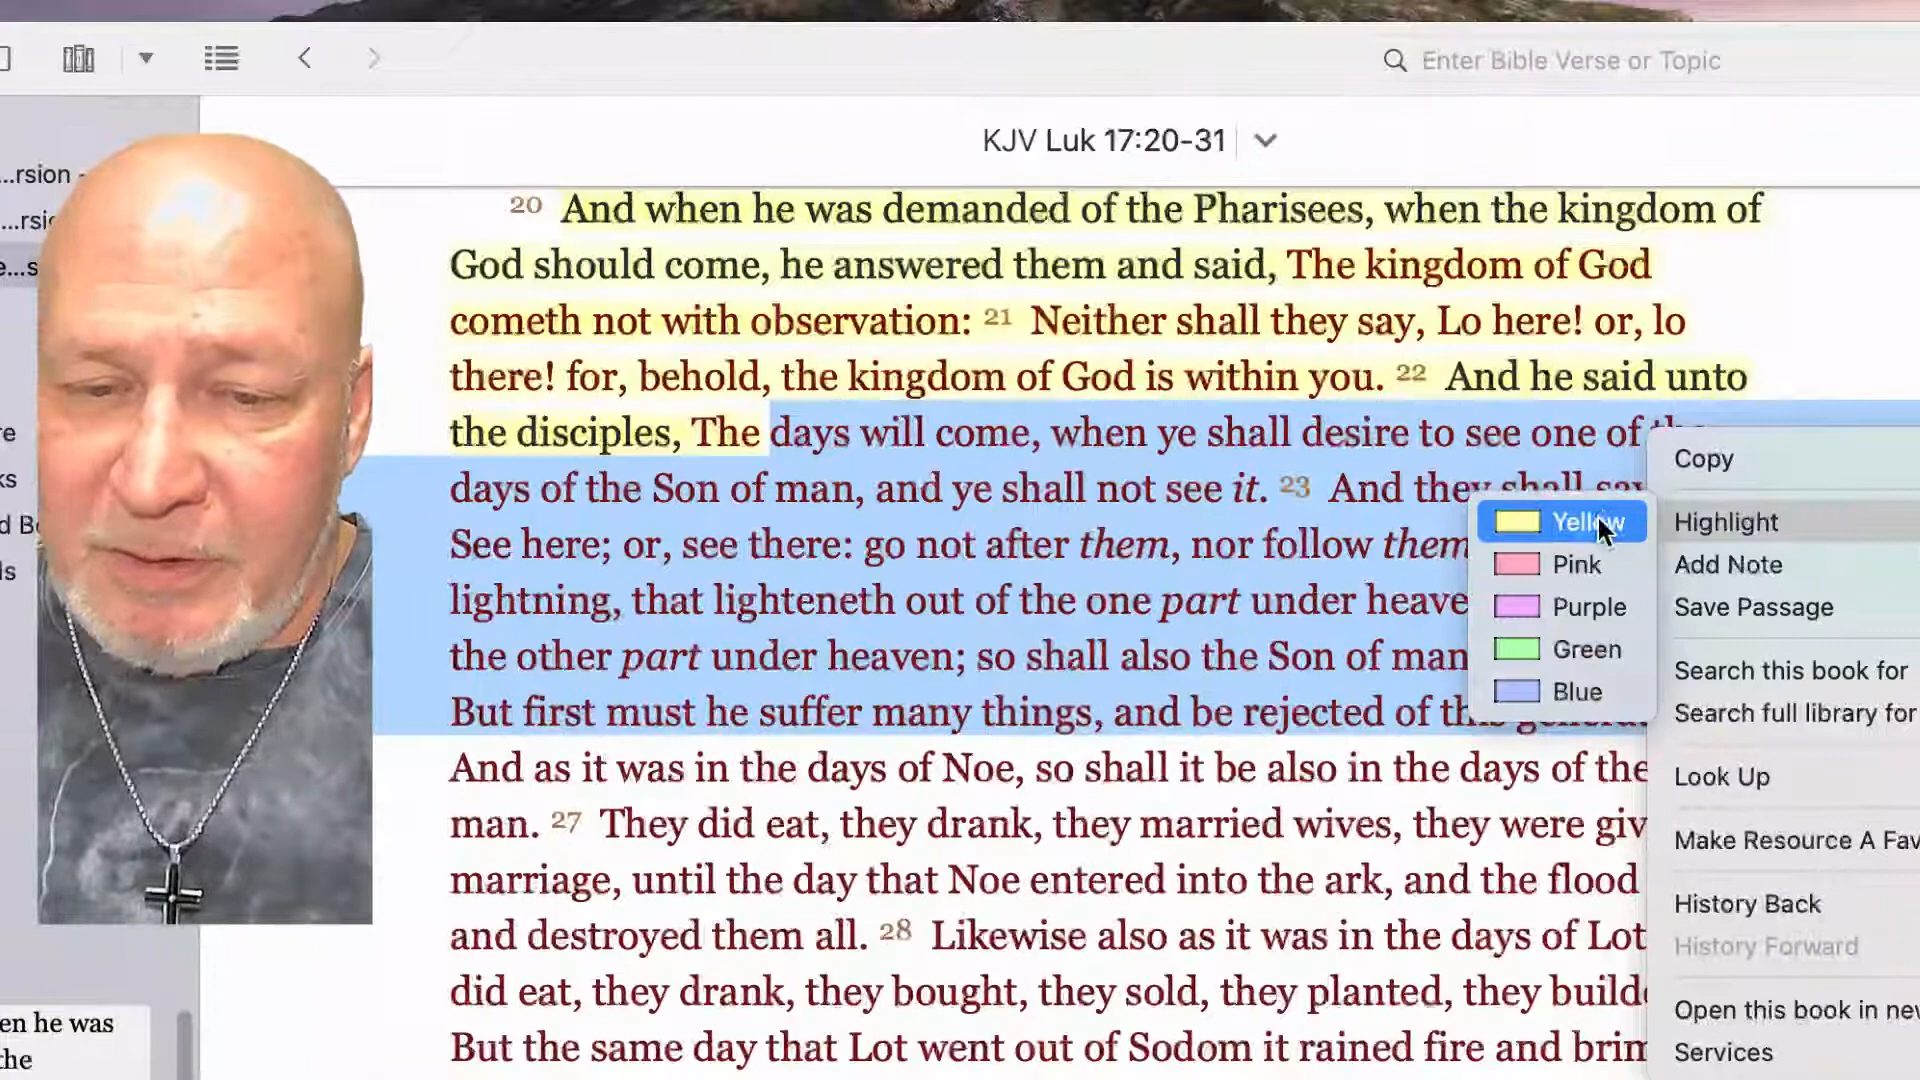 Enter Bible Verse or Topic
KJV Luk 17:20-31
...rsion
20 And when he was demanded of the Pharisees, when the kingdom of
God should come, he answered them and said, The kingdom of God
cometh not with observation: 21 Neither shall they say, Lo here! or, lo
there! for, behold, the kingdom of God is within you. 22 And he said unto
the disciples, The days will come, when ye shall desire to see one of
days of the Son of man, and ye shall not see it. 23 And they shall say
See here; or, see there: go not after them, nor follow them
lightning, that lighteneth out of the one part under heave
the other part under heaven; so shall also the Son of man
But first must he suffer many things, and be rejected of this
And as it was in the days of Noe, so shall it be also in the days of the
man. 27 They did eat, they drank, they married wives, they were giv
marriage, until the day that Noe entered into the ark, and the flood
and destroyed them all. 28 Likewise also as it was in the days of Lot
did eat, they drank, they bought, they sold, they planted, they build
But the same day that Lot went out of Sodom it rained fire and brim
Yellow
Pink
Purple
Green
Blue
Copy
Highlight
Add Note
Save Passage
Search this book for
Search full library for
Look Up
Make Resource A Fav
History Back
History Forward
Open this book in new
Services
en he was
the